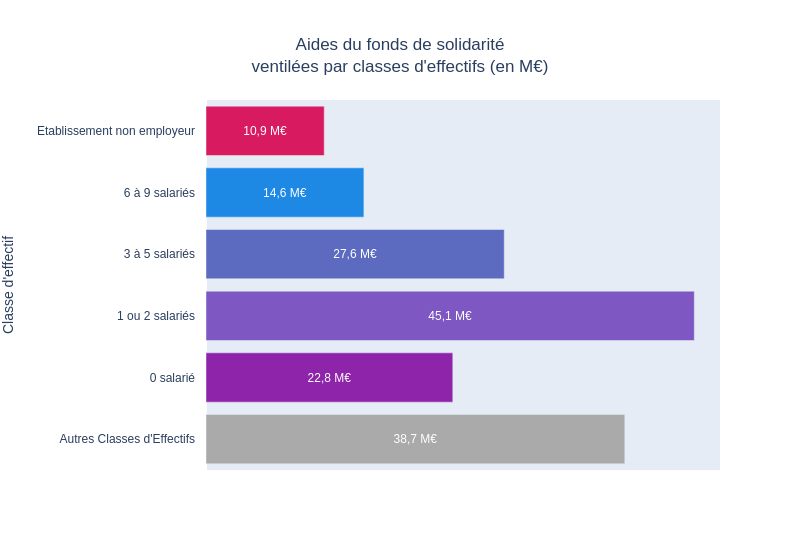 Aides du fonds de solidarité
ventilées par classes d'effectifs (en M€)
Classe d'effectif
Etablissement non employeur
10,9 M€
6 à 9 salariés
14,6 M€
3 à 5 salariés
27,6 M€
1 ou 2 salariés
45,1 M€
0 salarié
22,8 M€
Autres Classes d'Effectifs
38,7 M€